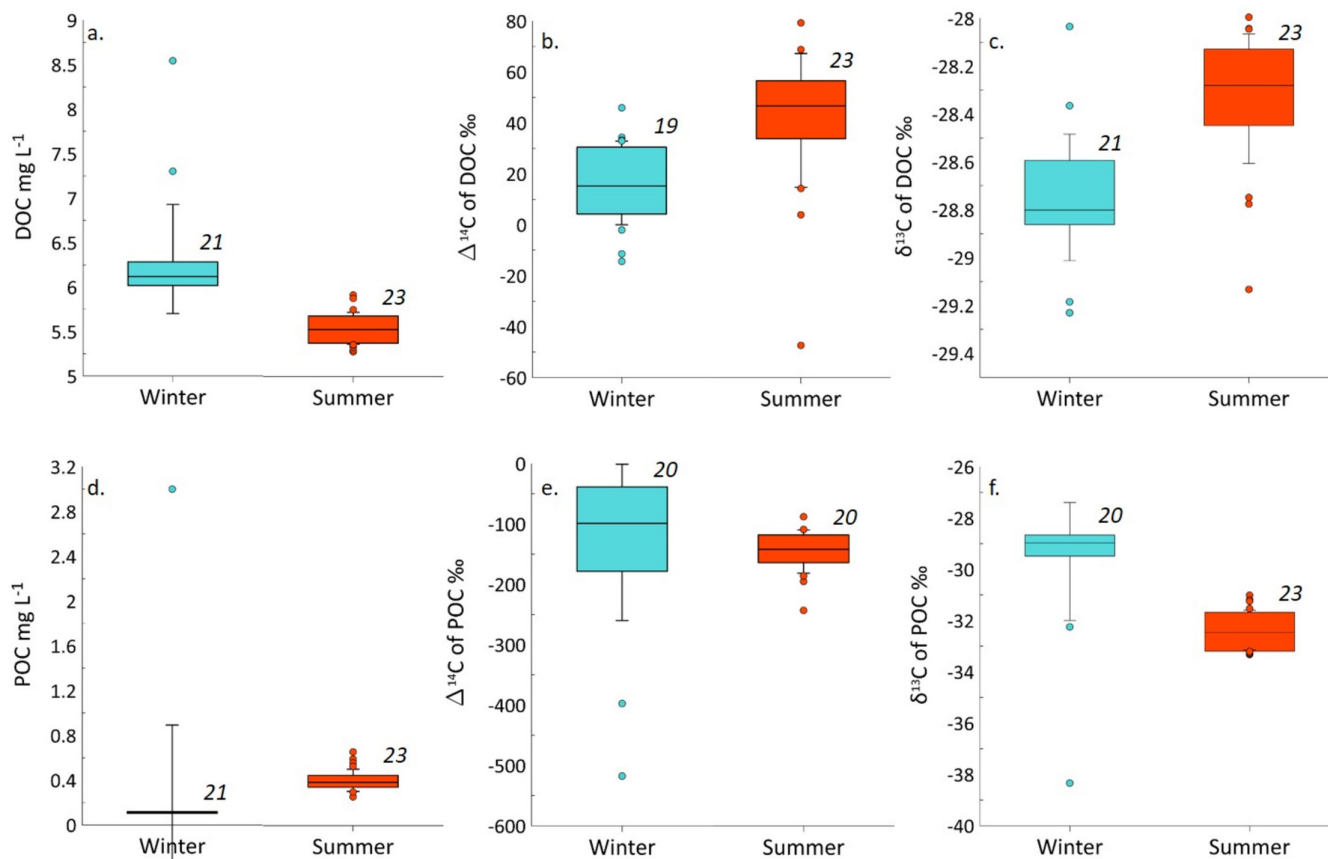 a.
DOC mg L⁻¹
9
8.5
8
7.5
7
6.5
6
5.5
5
21
23
Winter
Summer
b.
Δ¹⁴C of DOC ‰
80
60
40
20
0
-20
-40
-60
19
23
Winter
Summer
c.
δ¹³C of DOC ‰
-28
-28.2
-28.4
-28.6
-28.8
-29
-29.2
-29.4
21
23
Winter
Summer
d.
POC mg L⁻¹
3.2
2.8
2.4
2
1.6
1.2
0.8
0.4
0
21
23
Winter
Summer
e.
Δ¹⁴C of POC ‰
0
-100
-200
-300
-400
-500
-600
20
20
Winter
Summer
f.
δ¹³C of POC ‰
-26
-28
-30
-32
-34
-36
-38
-40
20
23
Winter
Summer